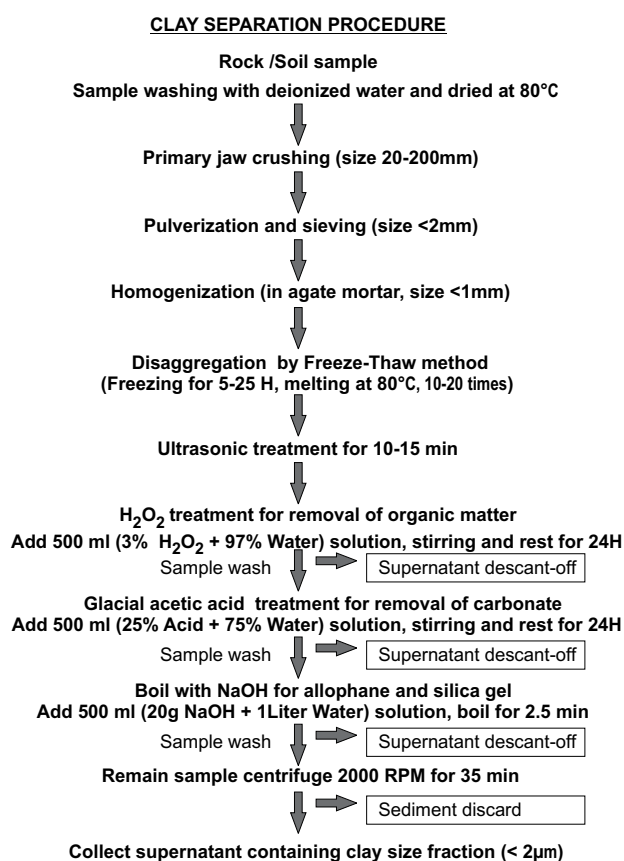 CLAY SEPARATION PROCEDURE
Rock /Soil sample
Sample washing with deionized water and dried at 80°C
Primary jaw crushing (size 20-200mm)
Pulverization and sieving (size <2mm)
Homogenization (in agate mortar, size <1mm)
Disaggregation by Freeze-Thaw method
(Freezing for 5-25 H, melting at 80°C, 10-20 times)
Ultrasonic treatment for 10-15 min
H₂O₂ treatment for removal of organic matter
Add 500 ml (3% H₂O₂ + 97% Water) solution, stirring and rest for 24H
Sample wash Supernatant descant-off
Glacial acetic acid treatment for removal of carbonate
Add 500 ml (25% Acid + 75% Water) solution, stirring and rest for 24H
Sample wash Supernatant descant-off
Boil with NaOH for allophane and silica gel
Add 500 ml (20g NaOH + 1Liter Water) solution, boil for 2.5 min
Sample wash Supernatant descant-off
Remain sample centrifuge 2000 RPM for 35 min
Sediment discard
Collect supernatant containing clay size fraction (< 2µm)